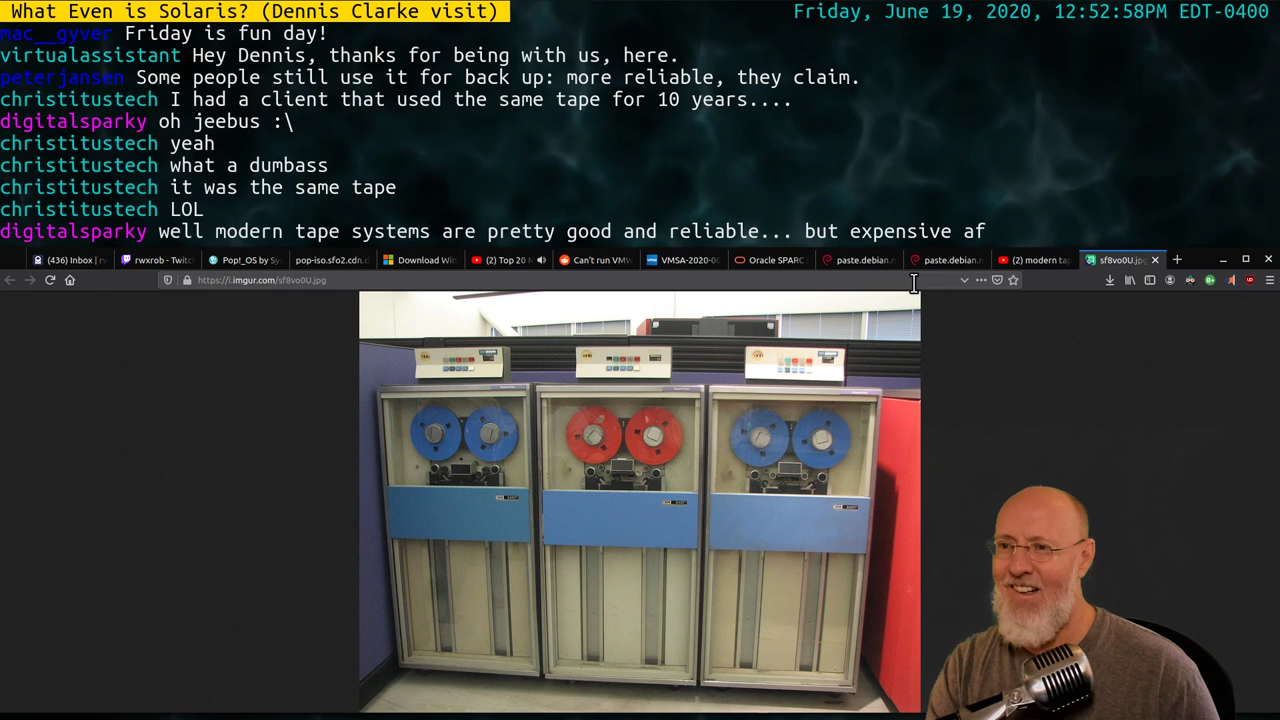 What Even is Solaris? (Dennis Clarke visit)
Friday, June 19, 2020, 12:52:58PM EDT-0400
mac__gyver Friday is fun day!
virtualassistant Hey Dennis, thanks for being with us, here.
peterjansen Some people still use it for back up: more reliable, they claim.
christitustech I had a client that used the same tape for 10 years....
digitalsparky oh jeebus :\
christitustech yeah
christitustech what a dumbass
christitustech it was the same tape
christitustech LOL
digitalsparky well modern tape systems are pretty good and reliable... but expensive af
(436) Inbox | rw
rwxrob - Twitc
Pop!_OS by Sy
pop-iso.sfo2.cdn.d
Download Win
(2) Top 20 M
Can't run VMW
VMSA-2020-00
Oracle SPARC
paste.debian.n
paste.debian.n
(2) modern tap
sf8vo0U.jpg
https://i.imgur.com/sf8vo0U.jpg